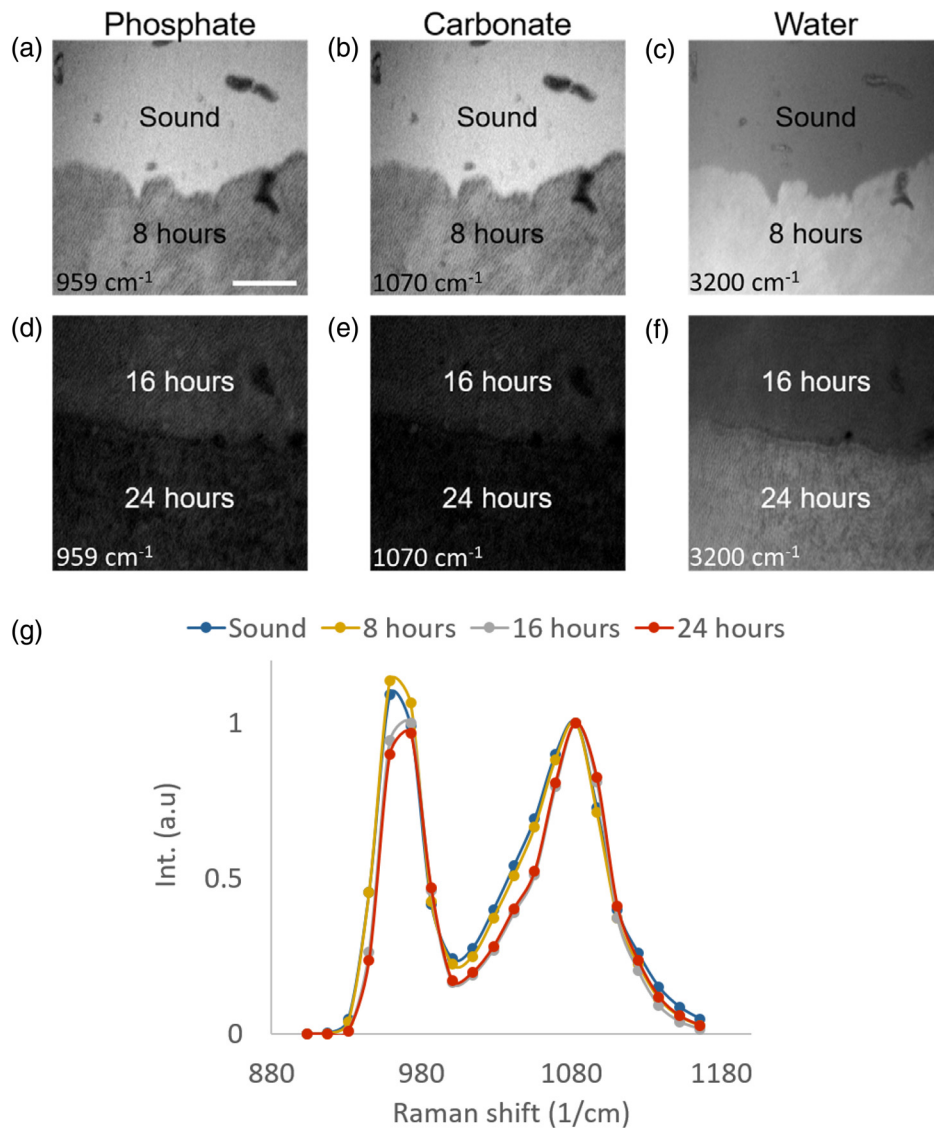 Phosphate Carbonate Water
(a) (b) (c)
Sound Sound Sound
8 hours 8 hours 8 hours
959 cm⁻¹ 1070 cm⁻¹ 3200 cm⁻¹
(d) (e) (f)
16 hours 16 hours 16 hours
24 hours 24 hours 24 hours
959 cm⁻¹ 1070 cm⁻¹ 3200 cm⁻¹
(g) Sound 8 hours 16 hours 24 hours
1
0.5
0
Int. (a.u)
880 980 1080 1180
Raman shift (1/cm)